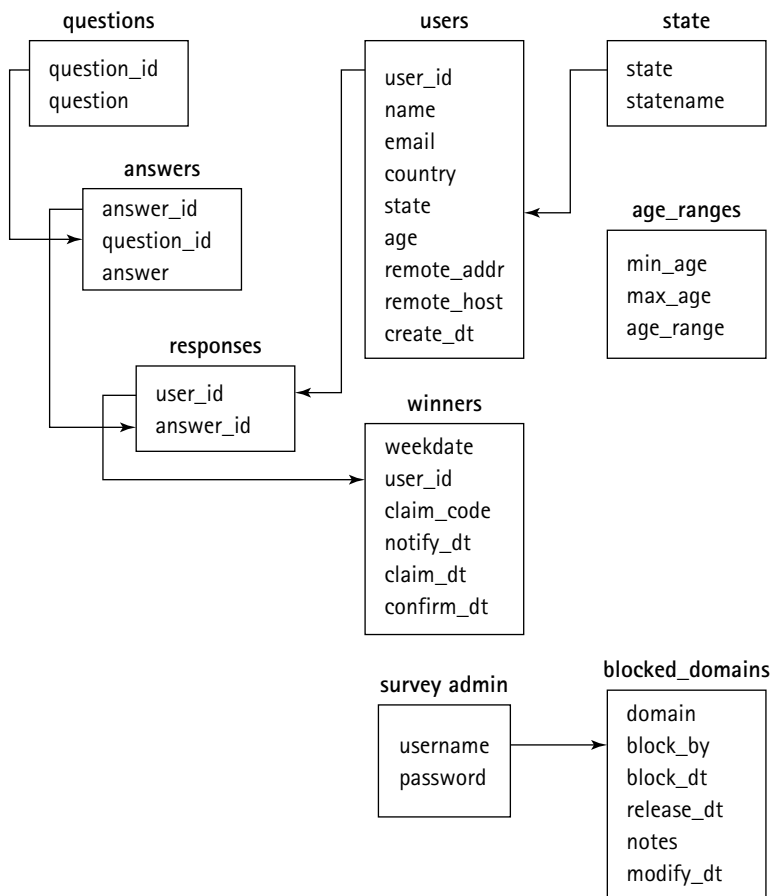 questions
question_id
question
answers
answer_id
question_id
answer
responses
user_id
answer_id
users
user_id
name
email
country
state
age
remote_addr
remote_host
create_dt
state
state
statename
age_ranges
min_age
max_age
age_range
winners
weekdate
user_id
claim_code
notify_dt
claim_dt
confirm_dt
survey admin
username
password
blocked_domains
domain
block_by
block_dt
release_dt
notes
modify_dt